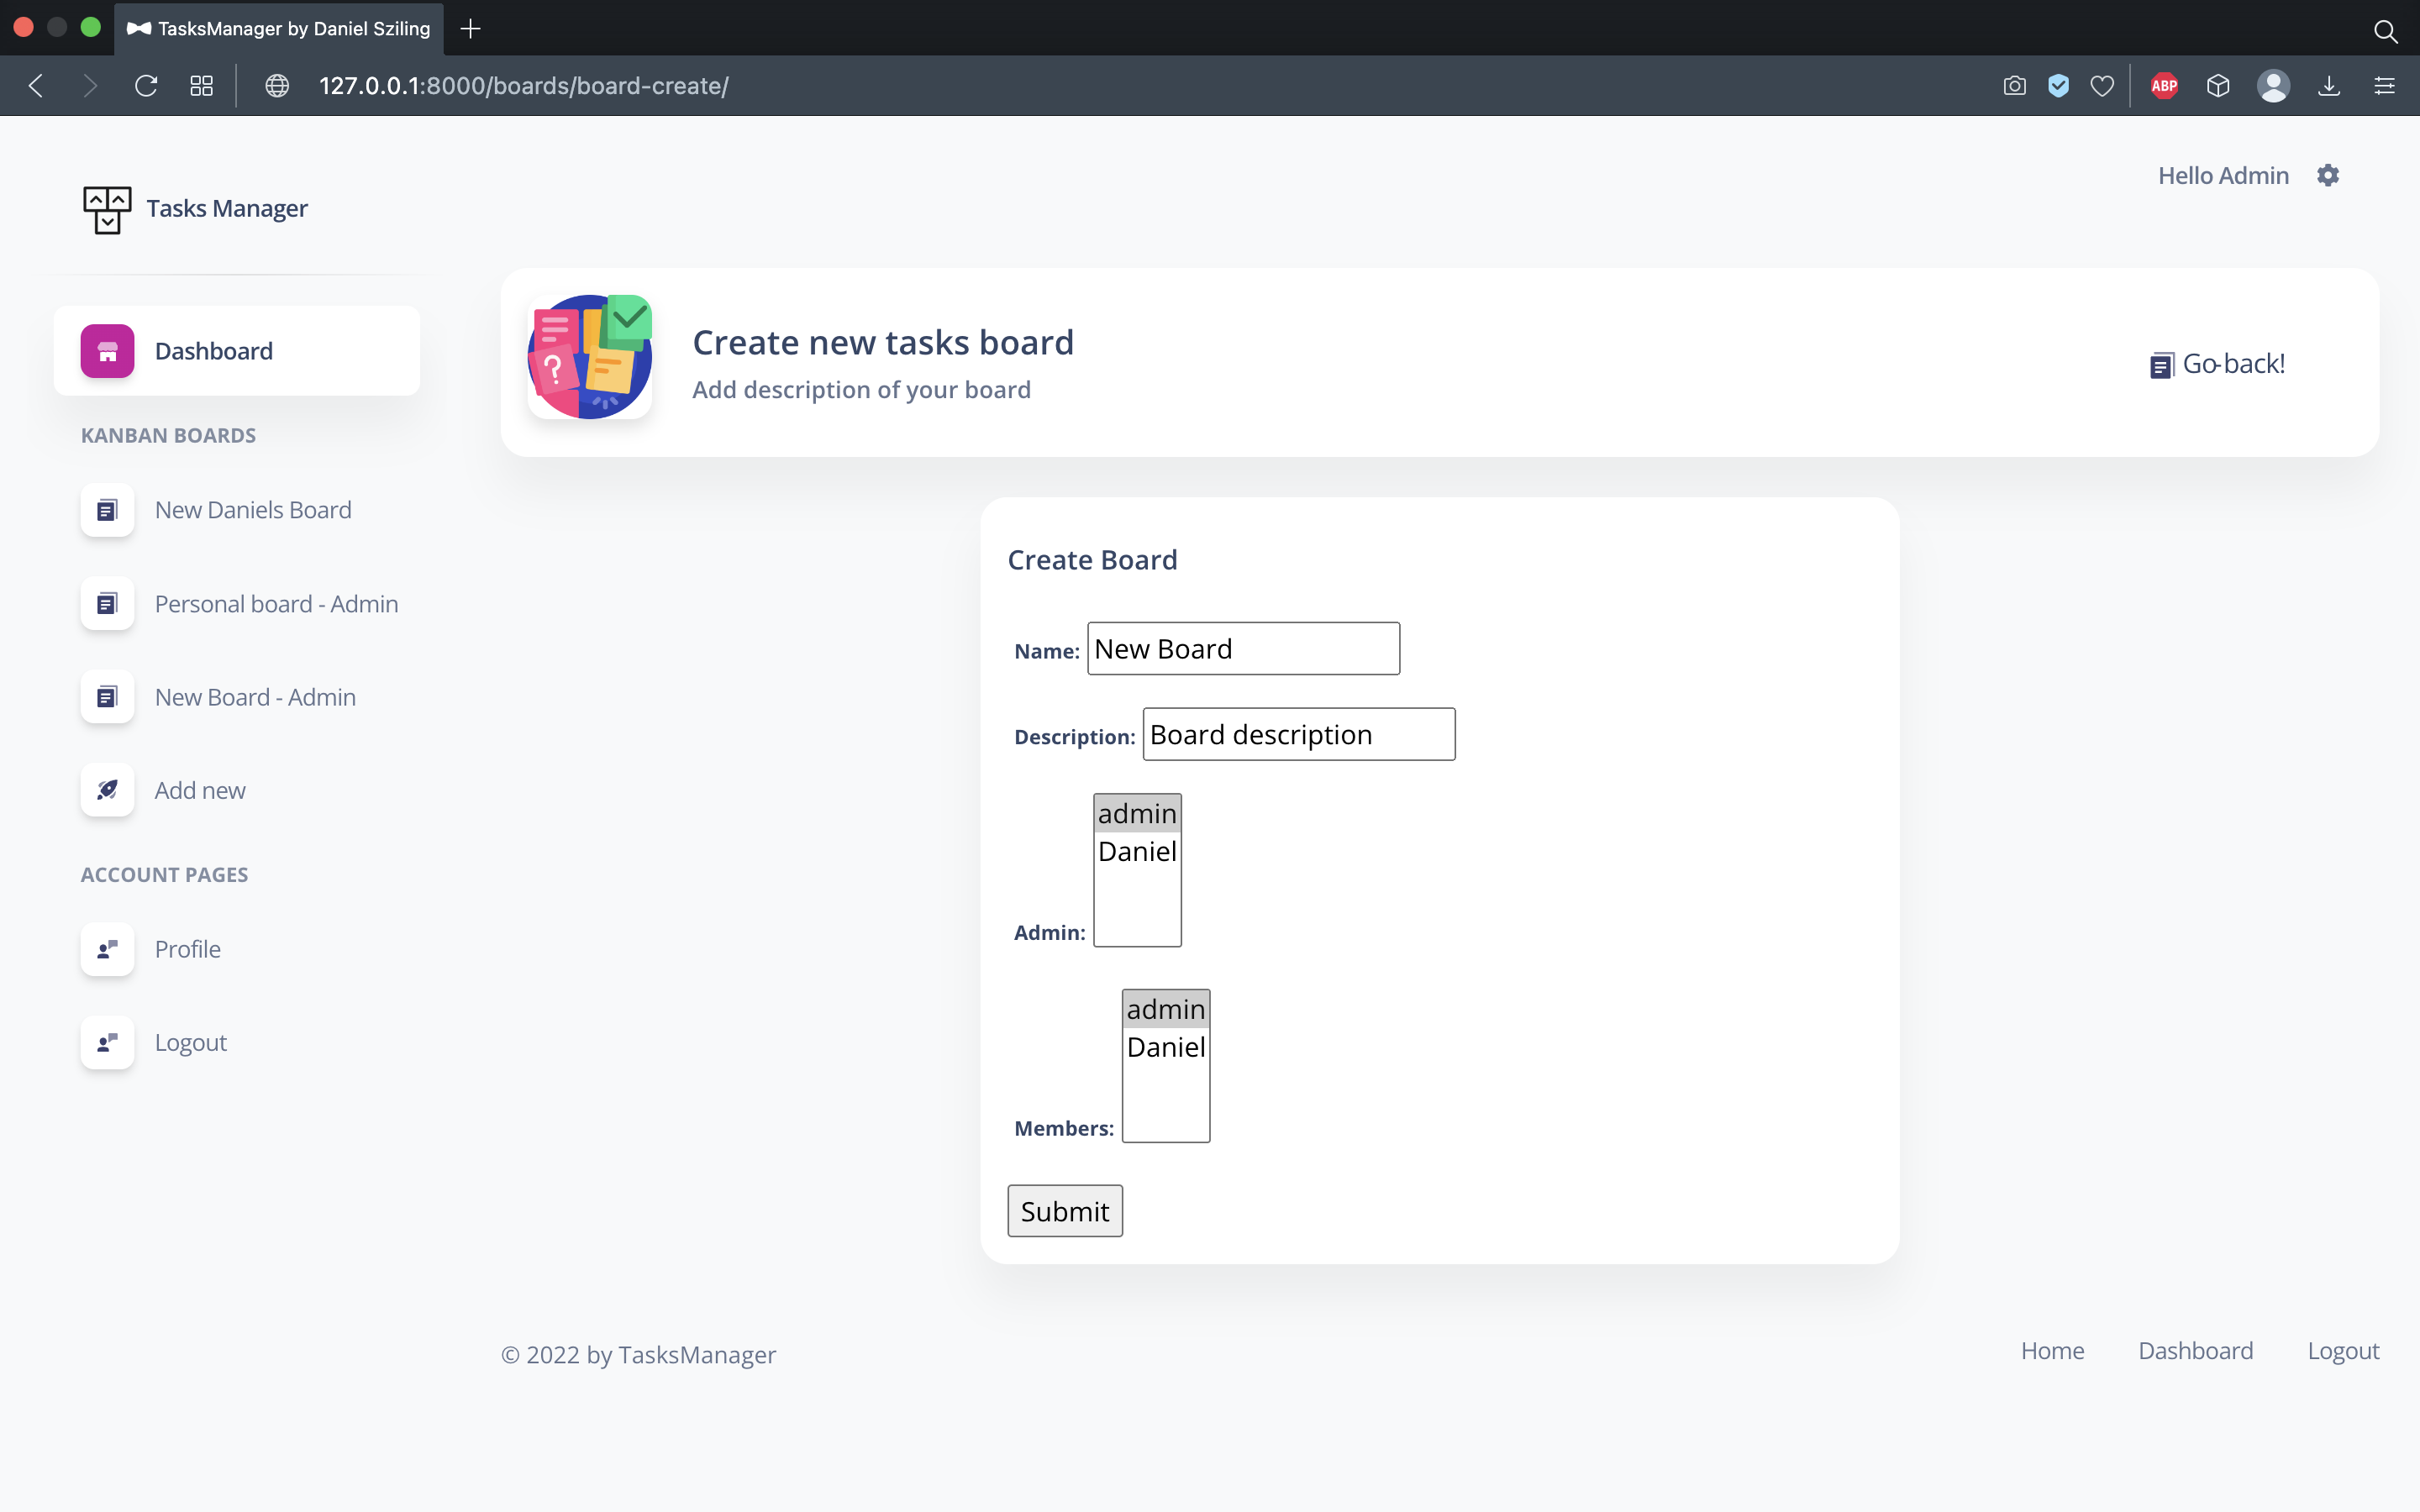 TasksManager by Daniel Sziling
127.0.0.1:8000/boards/board-create/
ABP
Hello Admin
Tasks Manager
Dashboard
KANBAN BOARDS
New Daniels Board
Personal board - Admin
New Board - Admin
Add new
ACCOUNT PAGES
Profile
Logout
?
Create new tasks board
Add description of your board
Go-back!
Create Board
Name: New Board
Description: Board description
admin
Daniel
Admin:
admin
Daniel
Members:
Submit
© 2022 by TasksManager
Home Dashboard Logout